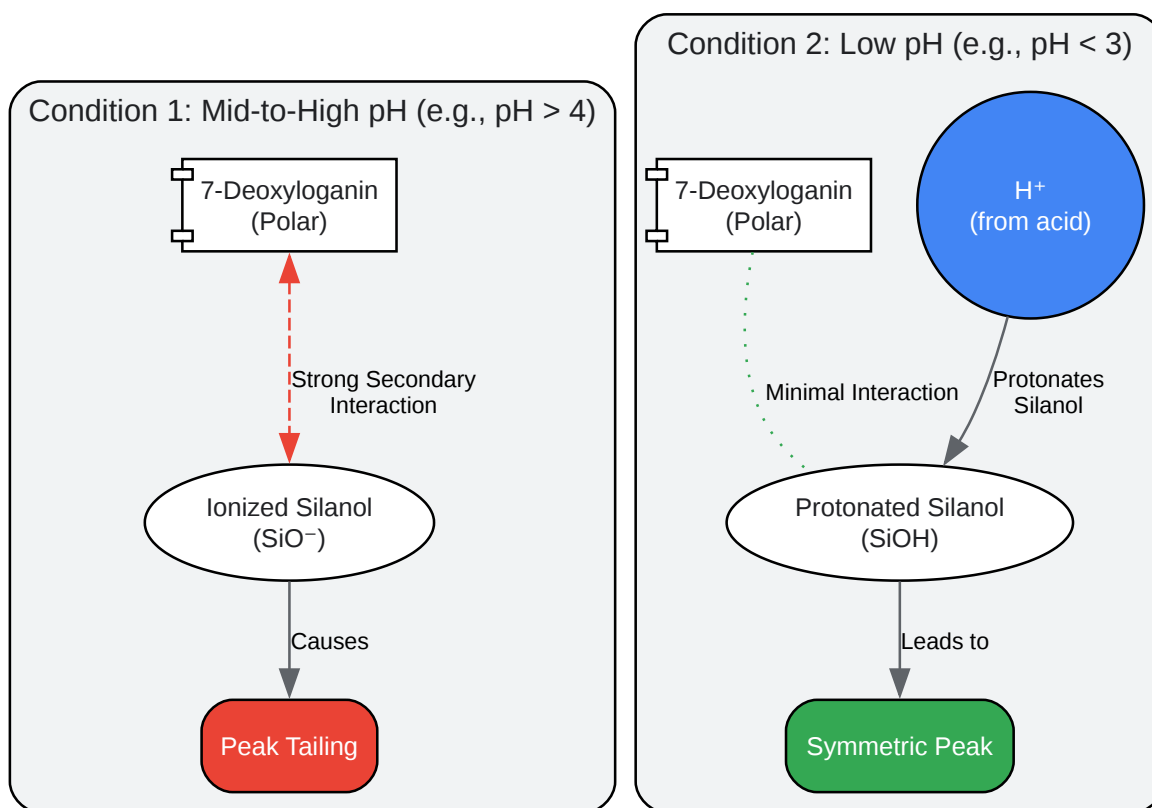 Condition 1: Mid-to-High pH (e.g., pH > 4)
7-Deoxyloganin
(Polar)
Strong Secondary
Interaction
Ionized Silanol
(SiO⁻)
Causes
Peak Tailing
Condition 2: Low pH (e.g., pH < 3)
7-Deoxyloganin
(Polar)
H⁺
(from acid)
Minimal Interaction
Protonates
Silanol
Protonated Silanol
(SiOH)
Leads to
Symmetric Peak